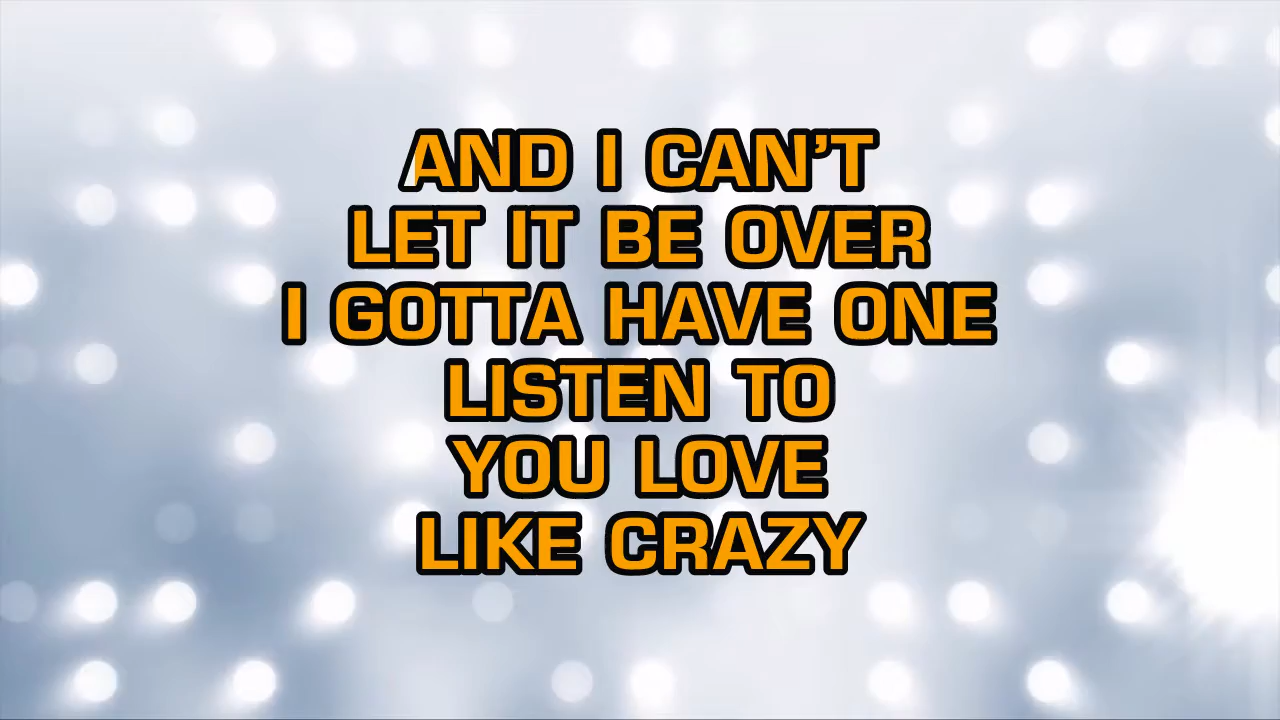 AND I CAN’T
LET IT BE OVER
I GOTTA HAVE ONE
LISTEN TO
YOU LOVE
LIKE CRAZY